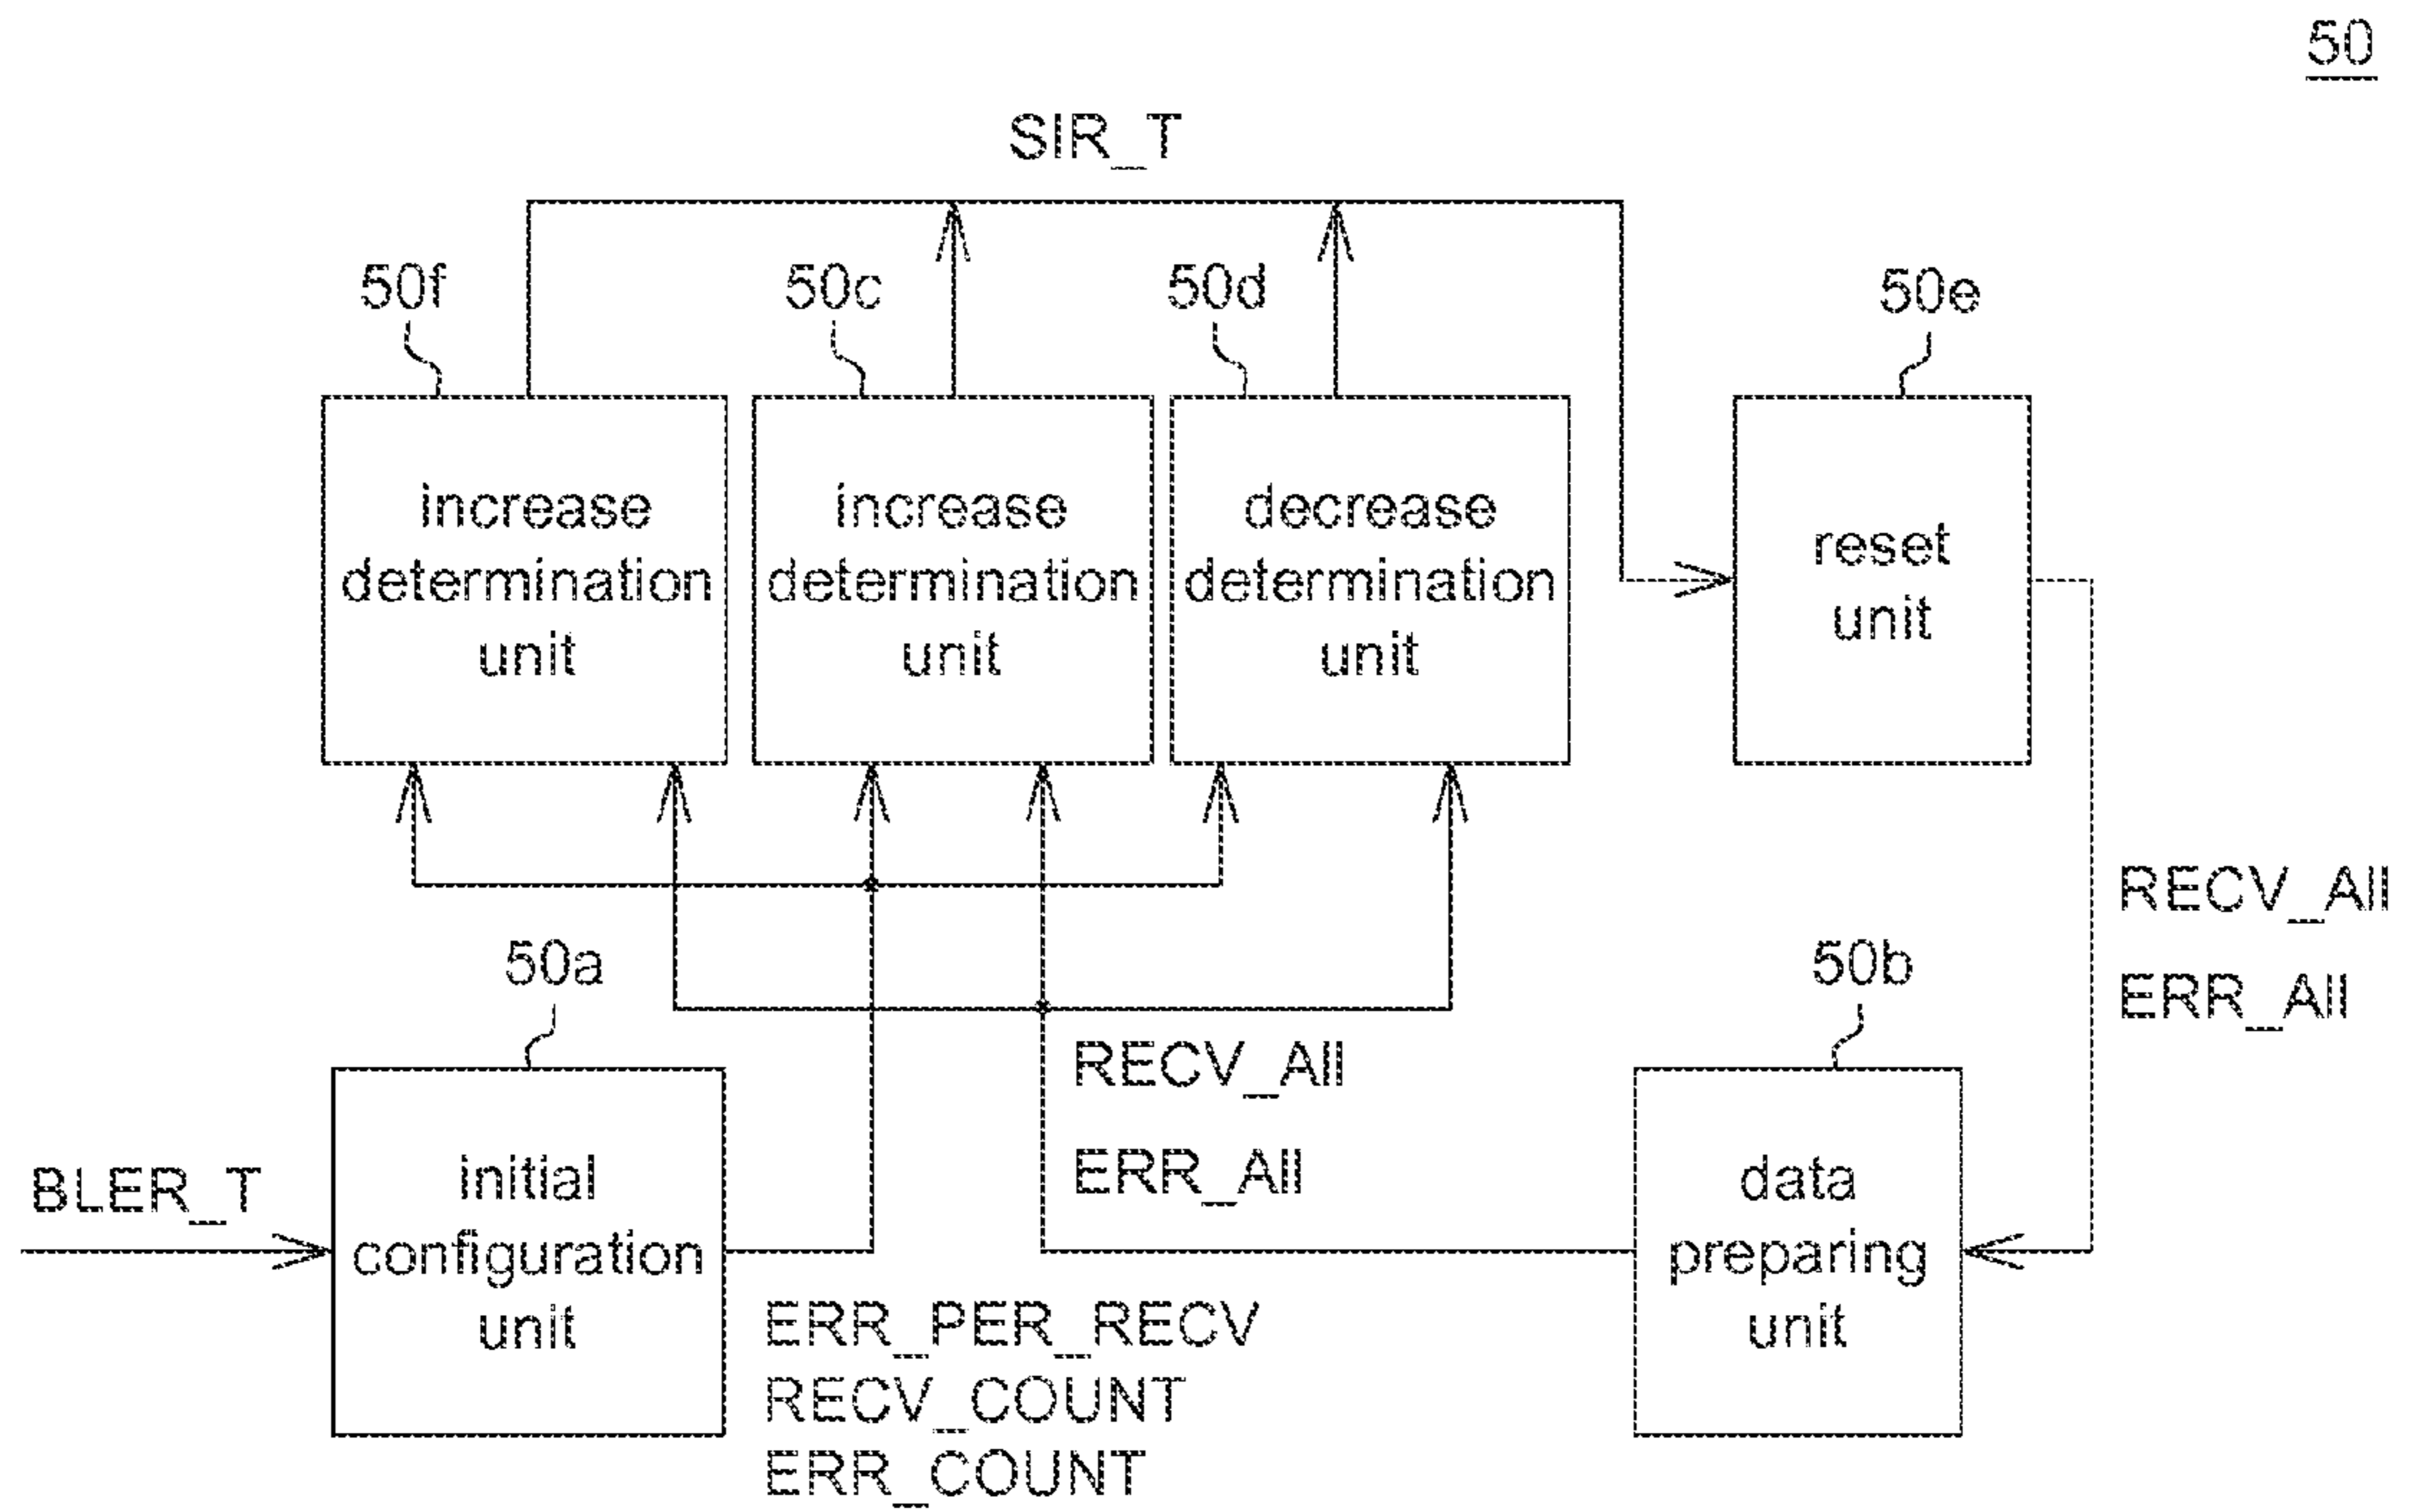 50
SIR_T
50f
50c
50d
50e
increase
determination
unit
increase
determination
unit
decrease
determination
unit
reset
unit
RECV_All
ERR_All
50a
50b
RECV_All
ERR_All
BLER_T
initial
configuration
unit
data
preparing
unit
ERR_PER_RECV
RECV_COUNT
ERR_COUNT